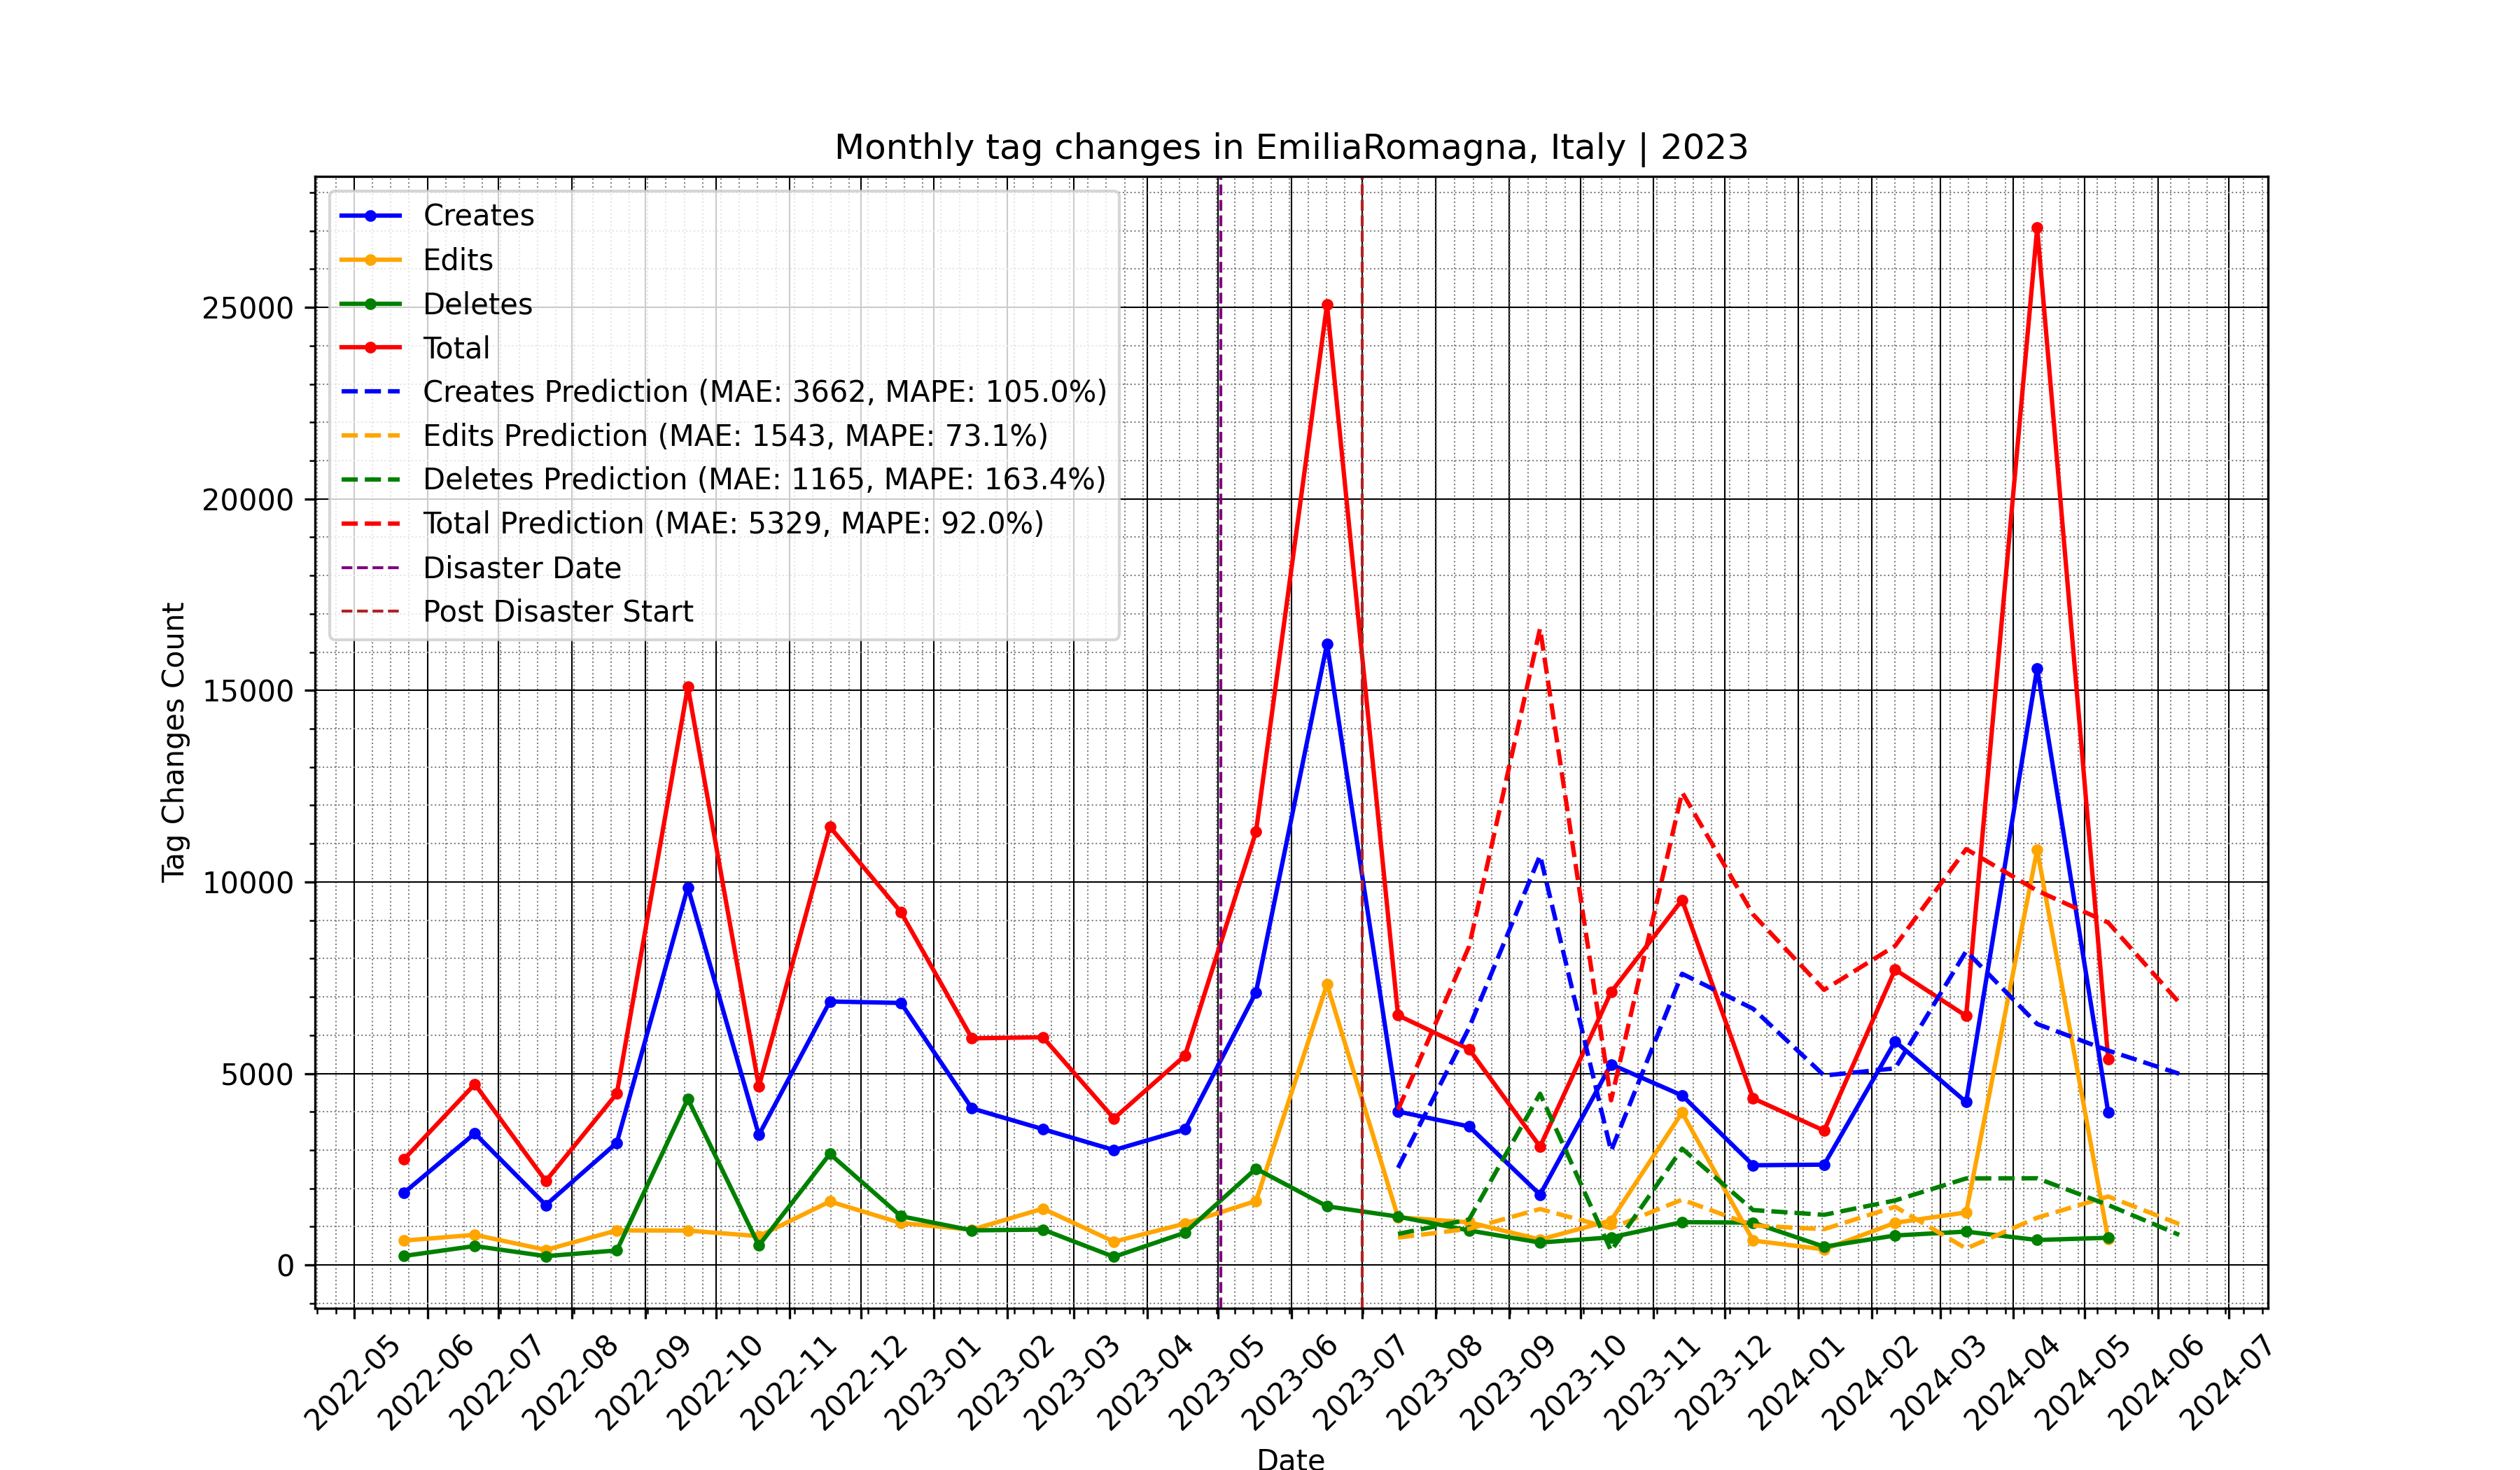 Monthly tag changes in EmiliaRomagna, Italy | 2023
Creates
Edits
Deletes
Total
Creates Prediction (MAE: 3662, MAPE: 105.0%)
Edits Prediction (MAE: 1543, MAPE: 73.1%)
Deletes Prediction (MAE: 1165, MAPE: 163.4%)
Total Prediction (MAE: 5329, MAPE: 92.0%)
Disaster Date
Post Disaster Start
Tag Changes Count
25000
20000
15000
10000
5000
0
2022-05
2022-06
2022-07
2022-08
2022-09
2022-10
2022-11
2022-12
2023-01
2023-02
2023-03
2023-04
2023-05
2023-06
2023-07
2023-08
2023-09
2023-10
2023-11
2023-12
2024-01
2024-02
2024-03
2024-04
2024-05
2024-06
2024-07
Date